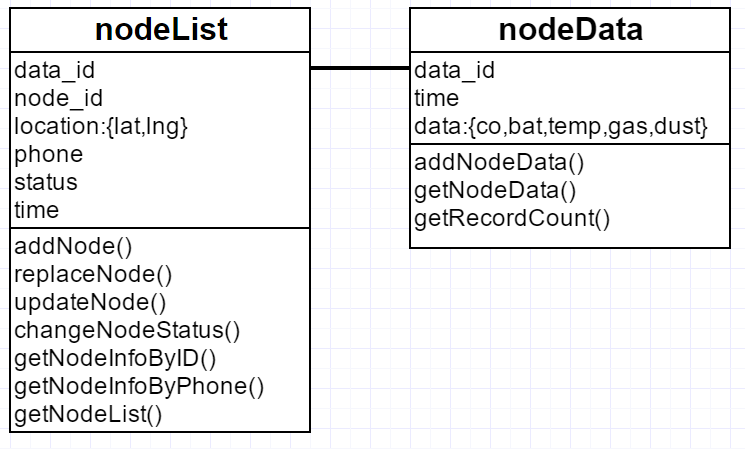 nodeList
data_id
node_id
location:{lat,lng}
phone
status
time
addNode()
replaceNode()
updateNode()
changeNodeStatus()
getNodeInfoByID()
getNodeInfoByPhone()
getNodeList()
nodeData
data_id
time
data:{co,bat,temp,gas,dust}
addNodeData()
getNodeData()
getRecordCount()